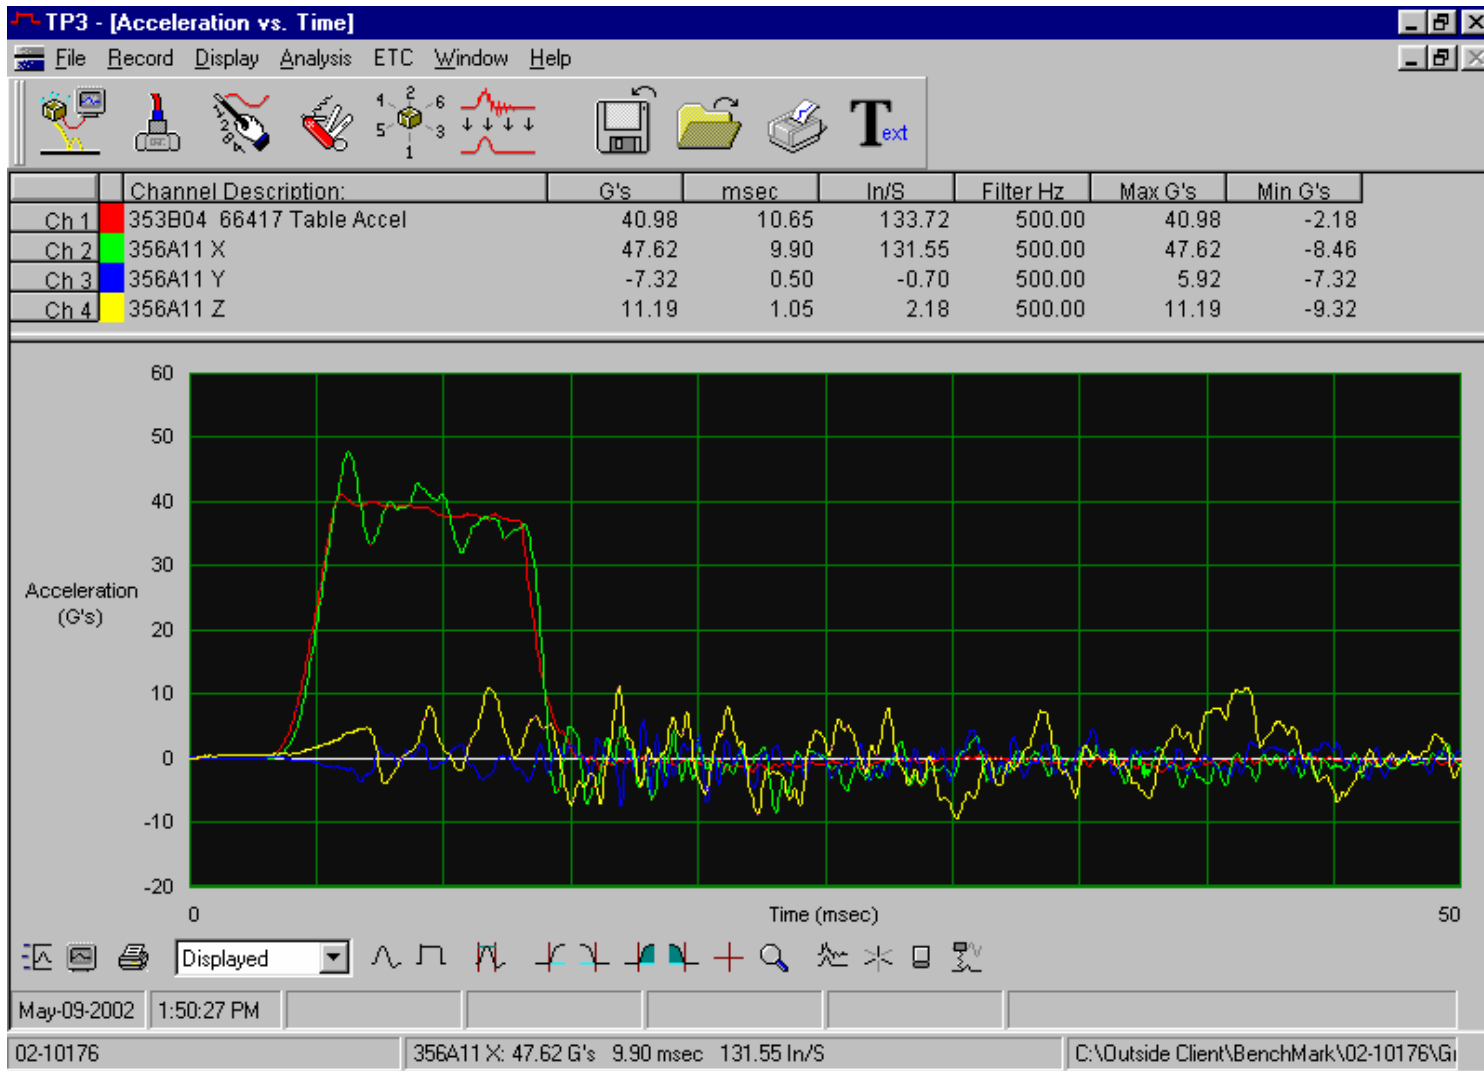 TP3 - [Acceleration vs. Time]
File Record Display Analysis ETC Window Help
4 2 6 5 3 1 Text
Channel Description: G's msec In/S Filter Hz Max G's Min G's
Ch 1 353B04 66417 Table Accel 40.98 10.65 133.72 500.00 40.98 -2.18
Ch 2 356A11 X 47.62 9.90 131.55 500.00 47.62 -8.46
Ch 3 356A11 Y -7.32 0.50 -0.70 500.00 5.92 -7.32
Ch 4 356A11 Z 11.19 1.05 2.18 500.00 11.19 -9.32
60
50
40
30
Acceleration
(G's)
20
10
0
-10
-20
0 Time (msec) 50
Displayed
May-09-2002 1:50:27 PM
02-10176 356A11 X: 47.62 G's 9.90 msec 131.55 In/S C:\Outside Client\BenchMark\02-10176\G